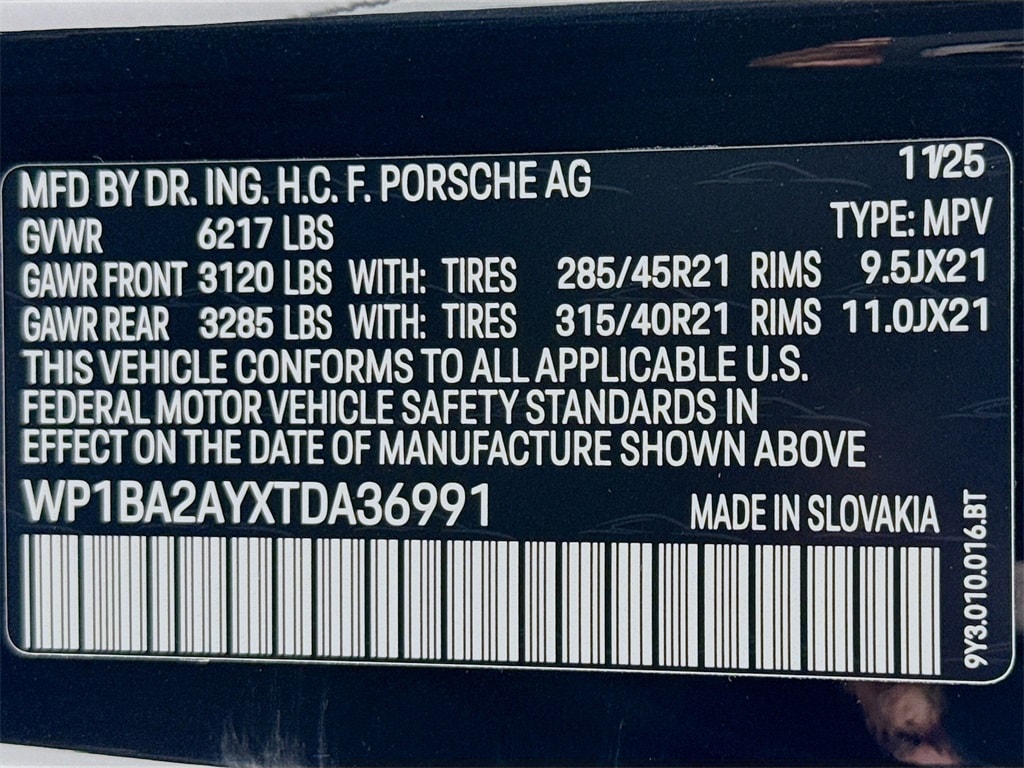 MFD BY DR. ING. H.C. F. PORSCHE AG 11/25
GVWR 6217 LBS TYPE: MPV
GAWR FRONT 3120 LBS WITH: TIRES 285/45R21 RIMS 9.5JX21
GAWR REAR 3285 LBS WITH: TIRES 315/40R21 RIMS 11.0JX21
THIS VEHICLE CONFORMS TO ALL APPLICABLE U.S.
FEDERAL MOTOR VEHICLE SAFETY STANDARDS IN
EFFECT ON THE DATE OF MANUFACTURE SHOWN ABOVE
WP1BA2AYXTDA36991 MADE IN SLOVAKIA
9Y3.010.016.BT